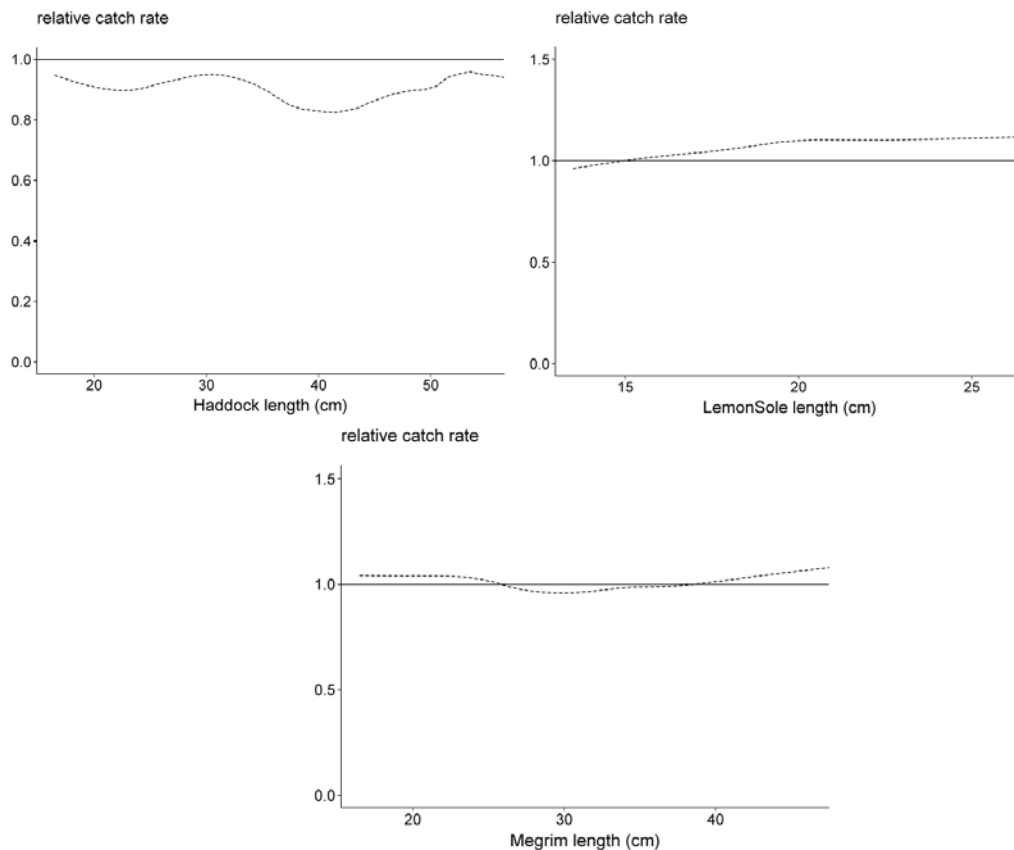 relative catch rate
1.0
0.8
0.6
0.4
0.2
0.0
20 30 40 50
Haddock length (cm)
relative catch rate
1.5
1.0
0.5
0.0
15 20 25
LemonSole length (cm)
relative catch rate
1.5
1.0
0.5
0.0
20 30 40
Megrim length (cm)